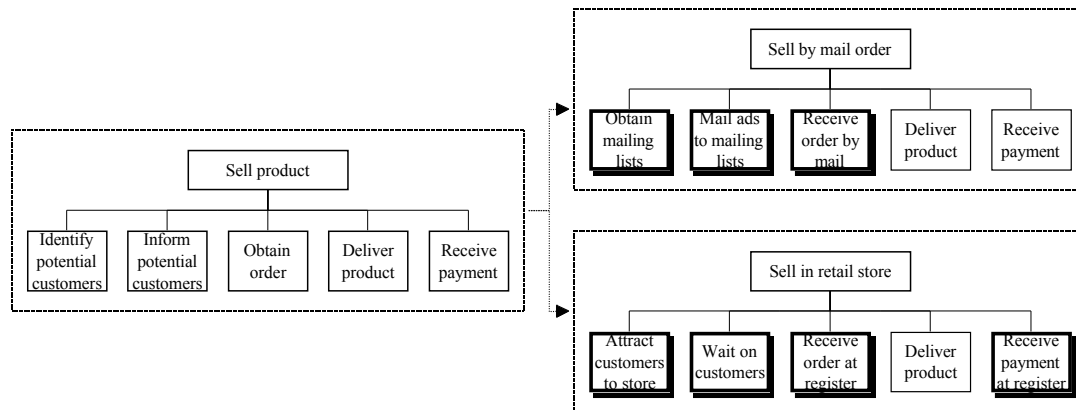 Sell product
Identify
potential
customers
Inform
potential
customers
Obtain
order
Deliver
product
Receive
payment
Sell by mail order
Obtain
mailing
lists
Mail ads
to mailing
lists
Receive
order by
mail
Deliver
product
Receive
payment
Sell in retail store
Attract
customers
to store
Wait on
customers
Receive
order at
register
Deliver
product
Receive
payment
at register